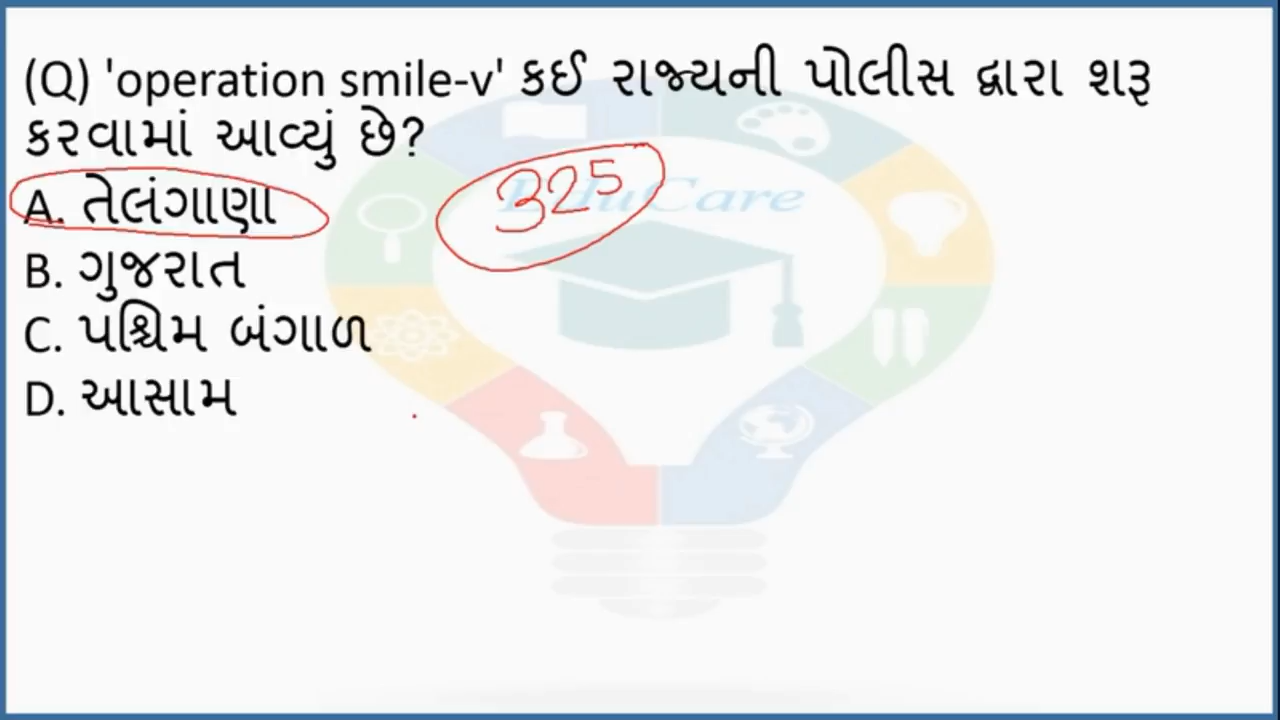 (Q) 'operation smile-v' કઈ રાજ્યની પોલીસ દ્વારા શરૂ
કરવામાં આવ્યું છે?
A. તેલંગાણા
325
EduCare
B. ગુજરાત
C. પશ્ચિમ બંગાળ
D. આસામ